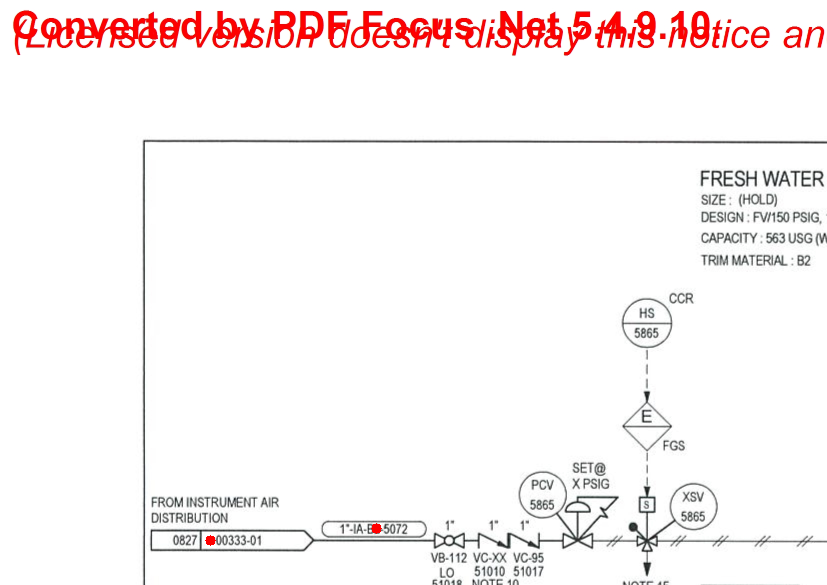 Converted by PDF Focus .Net 5.4.9.10.
(Licensed version doesn't display this notice an
FRESH WATER
SIZE : (HOLD)
DESIGN : FV/150 PSIG,
CAPACITY : 563 USG (W
TRIM MATERIAL : B2
CCR
HS
5865
E
FGS
SET@
X PSIG
PCV
5865
S
XSV
5865
FROM INSTRUMENT AIR
DISTRIBUTION
0827 00333-01
1"-IA-B 5072
1" 1" 1"
VB-112 VC-XX VC-95
LO 51010 51017
51018 NOTE 10
NOTE 15